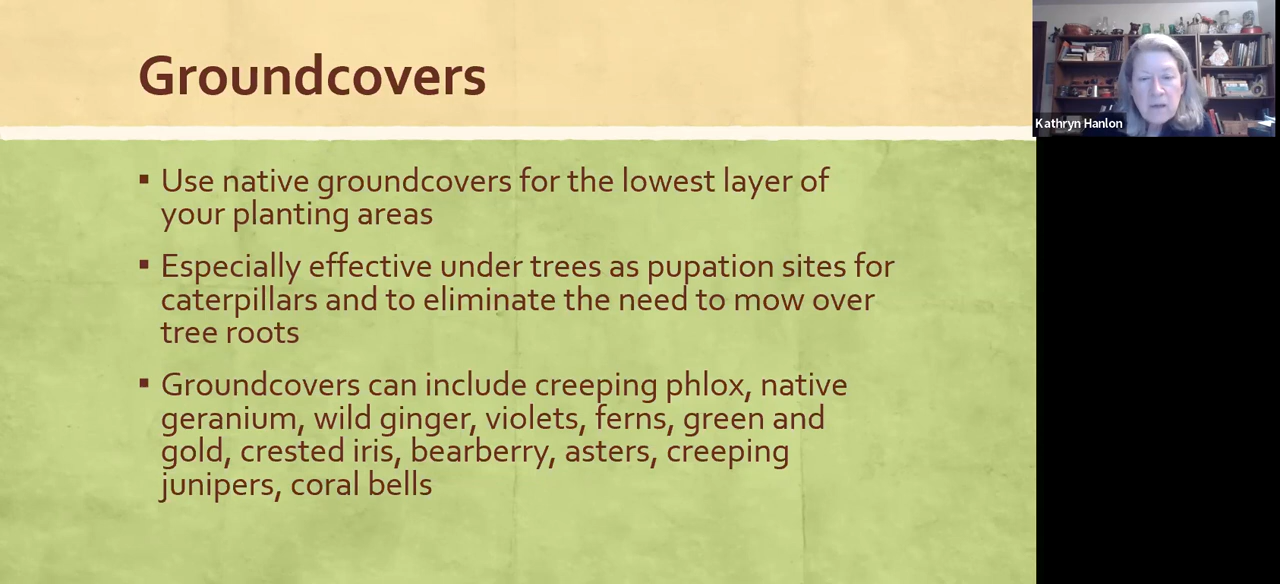 Groundcovers
▪ Use native groundcovers for the lowest layer of
your planting areas
▪ Especially effective under trees as pupation sites for
caterpillars and to eliminate the need to mow over
tree roots
▪ Groundcovers can include creeping phlox, native
geranium, wild ginger, violets, ferns, green and
gold, crested iris, bearberry, asters, creeping
junipers, coral bells
Kathryn Hanlon